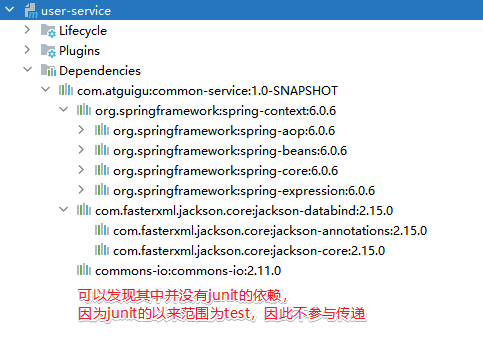 user-service
Lifecycle
Plugins
Dependencies
com.atguigu:common-service:1.0-SNAPSHOT
org.springframework:spring-context:6.0.6
org.springframework:spring-aop:6.0.6
org.springframework:spring-beans:6.0.6
org.springframework:spring-core:6.0.6
org.springframework:spring-expression:6.0.6
com.fasterxml.jackson.core:jackson-databind:2.15.0
com.fasterxml.jackson.core:jackson-annotations:2.15.0
com.fasterxml.jackson.core:jackson-core:2.15.0
commons-io:commons-io:2.11.0
可以发现其中并没有junit的依赖，
因为junit的以来范围为test，因此不参与传递